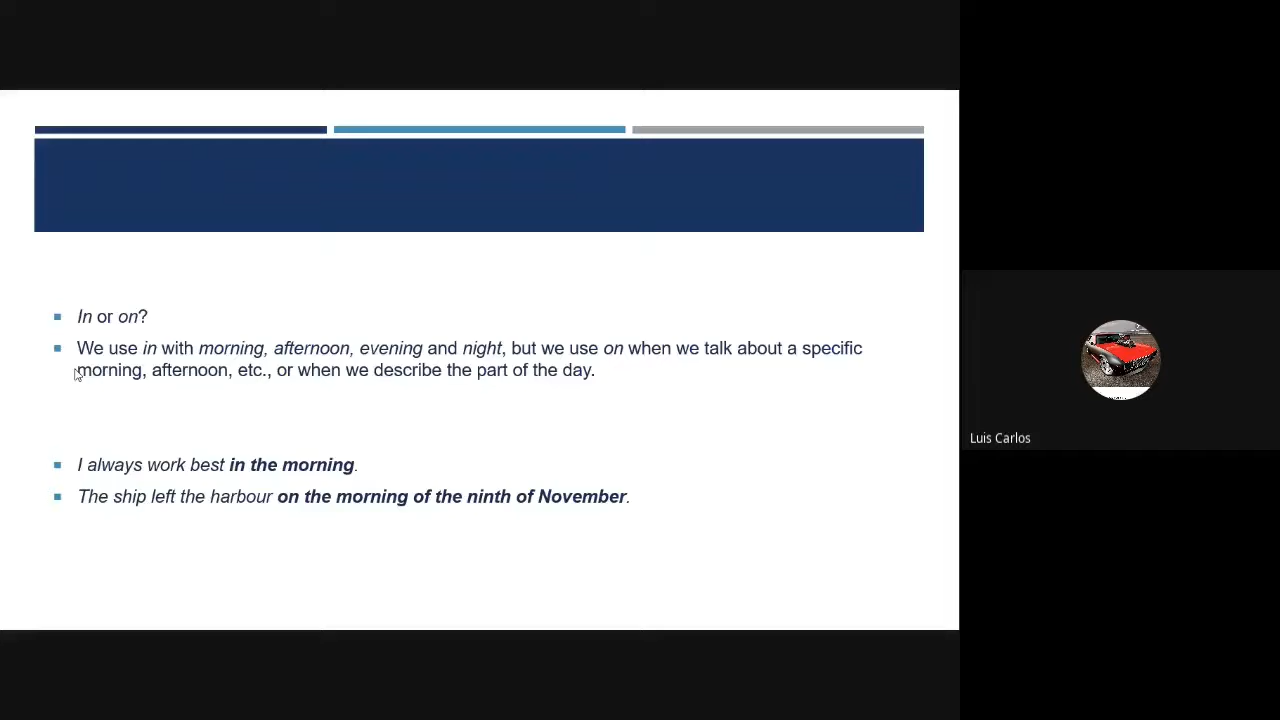 In or on?
We use in with morning, afternoon, evening and night, but we use on when we talk about a specific
morning, afternoon, etc., or when we describe the part of the day.
I always work best in the morning.
The ship left the harbour on the morning of the ninth of November.
Luis Carlos